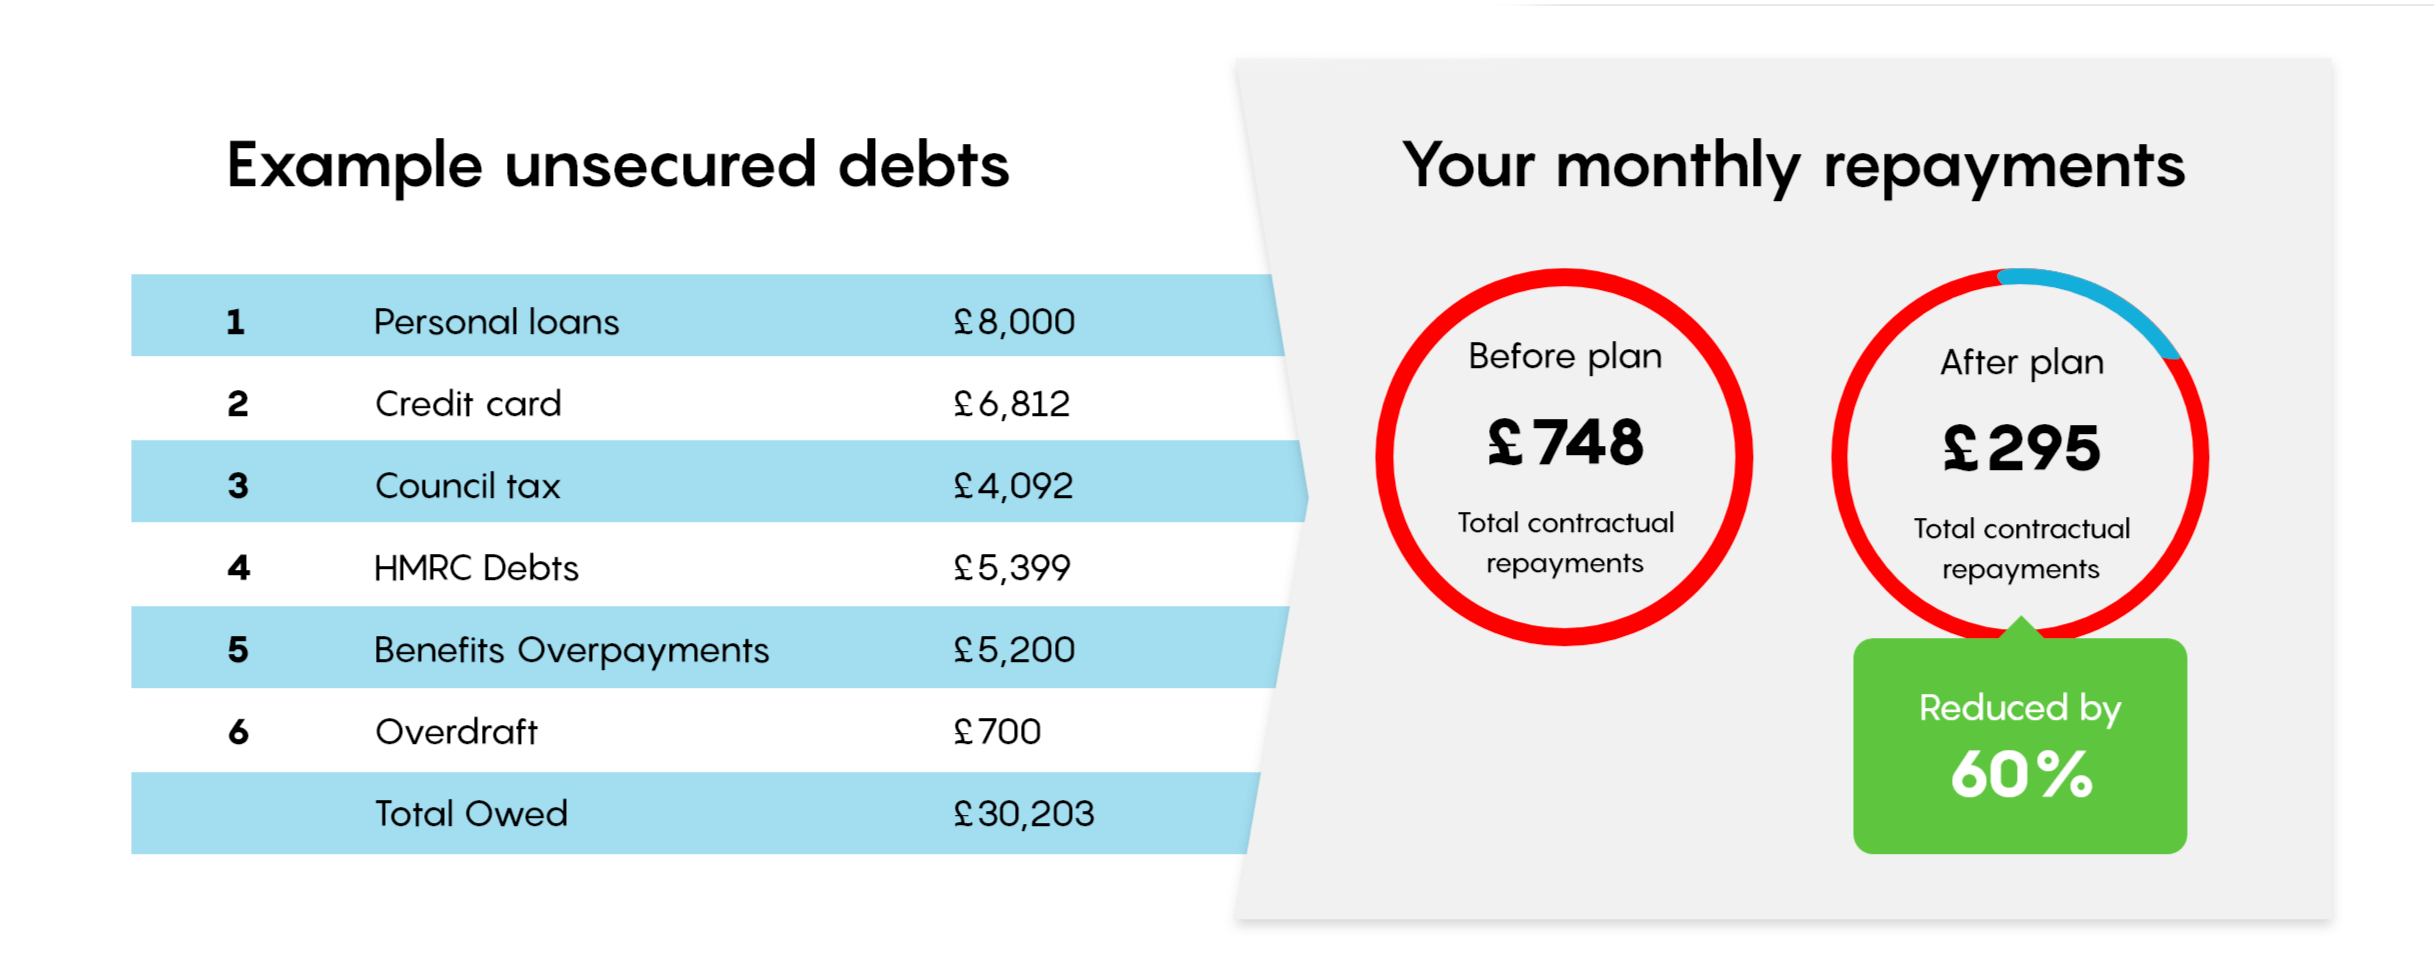 Example unsecured debts
1 Personal loans £8,000
2 Credit card £6,812
3 Council tax £4,092
4 HMRC Debts £5,399
5 Benefits Overpayments £5,200
6 Overdraft £700
Total Owed £30,203
Your monthly repayments
Before plan
£748
Total contractual
repayments
After plan
£295
Total contractual
repayments
Reduced by
60%